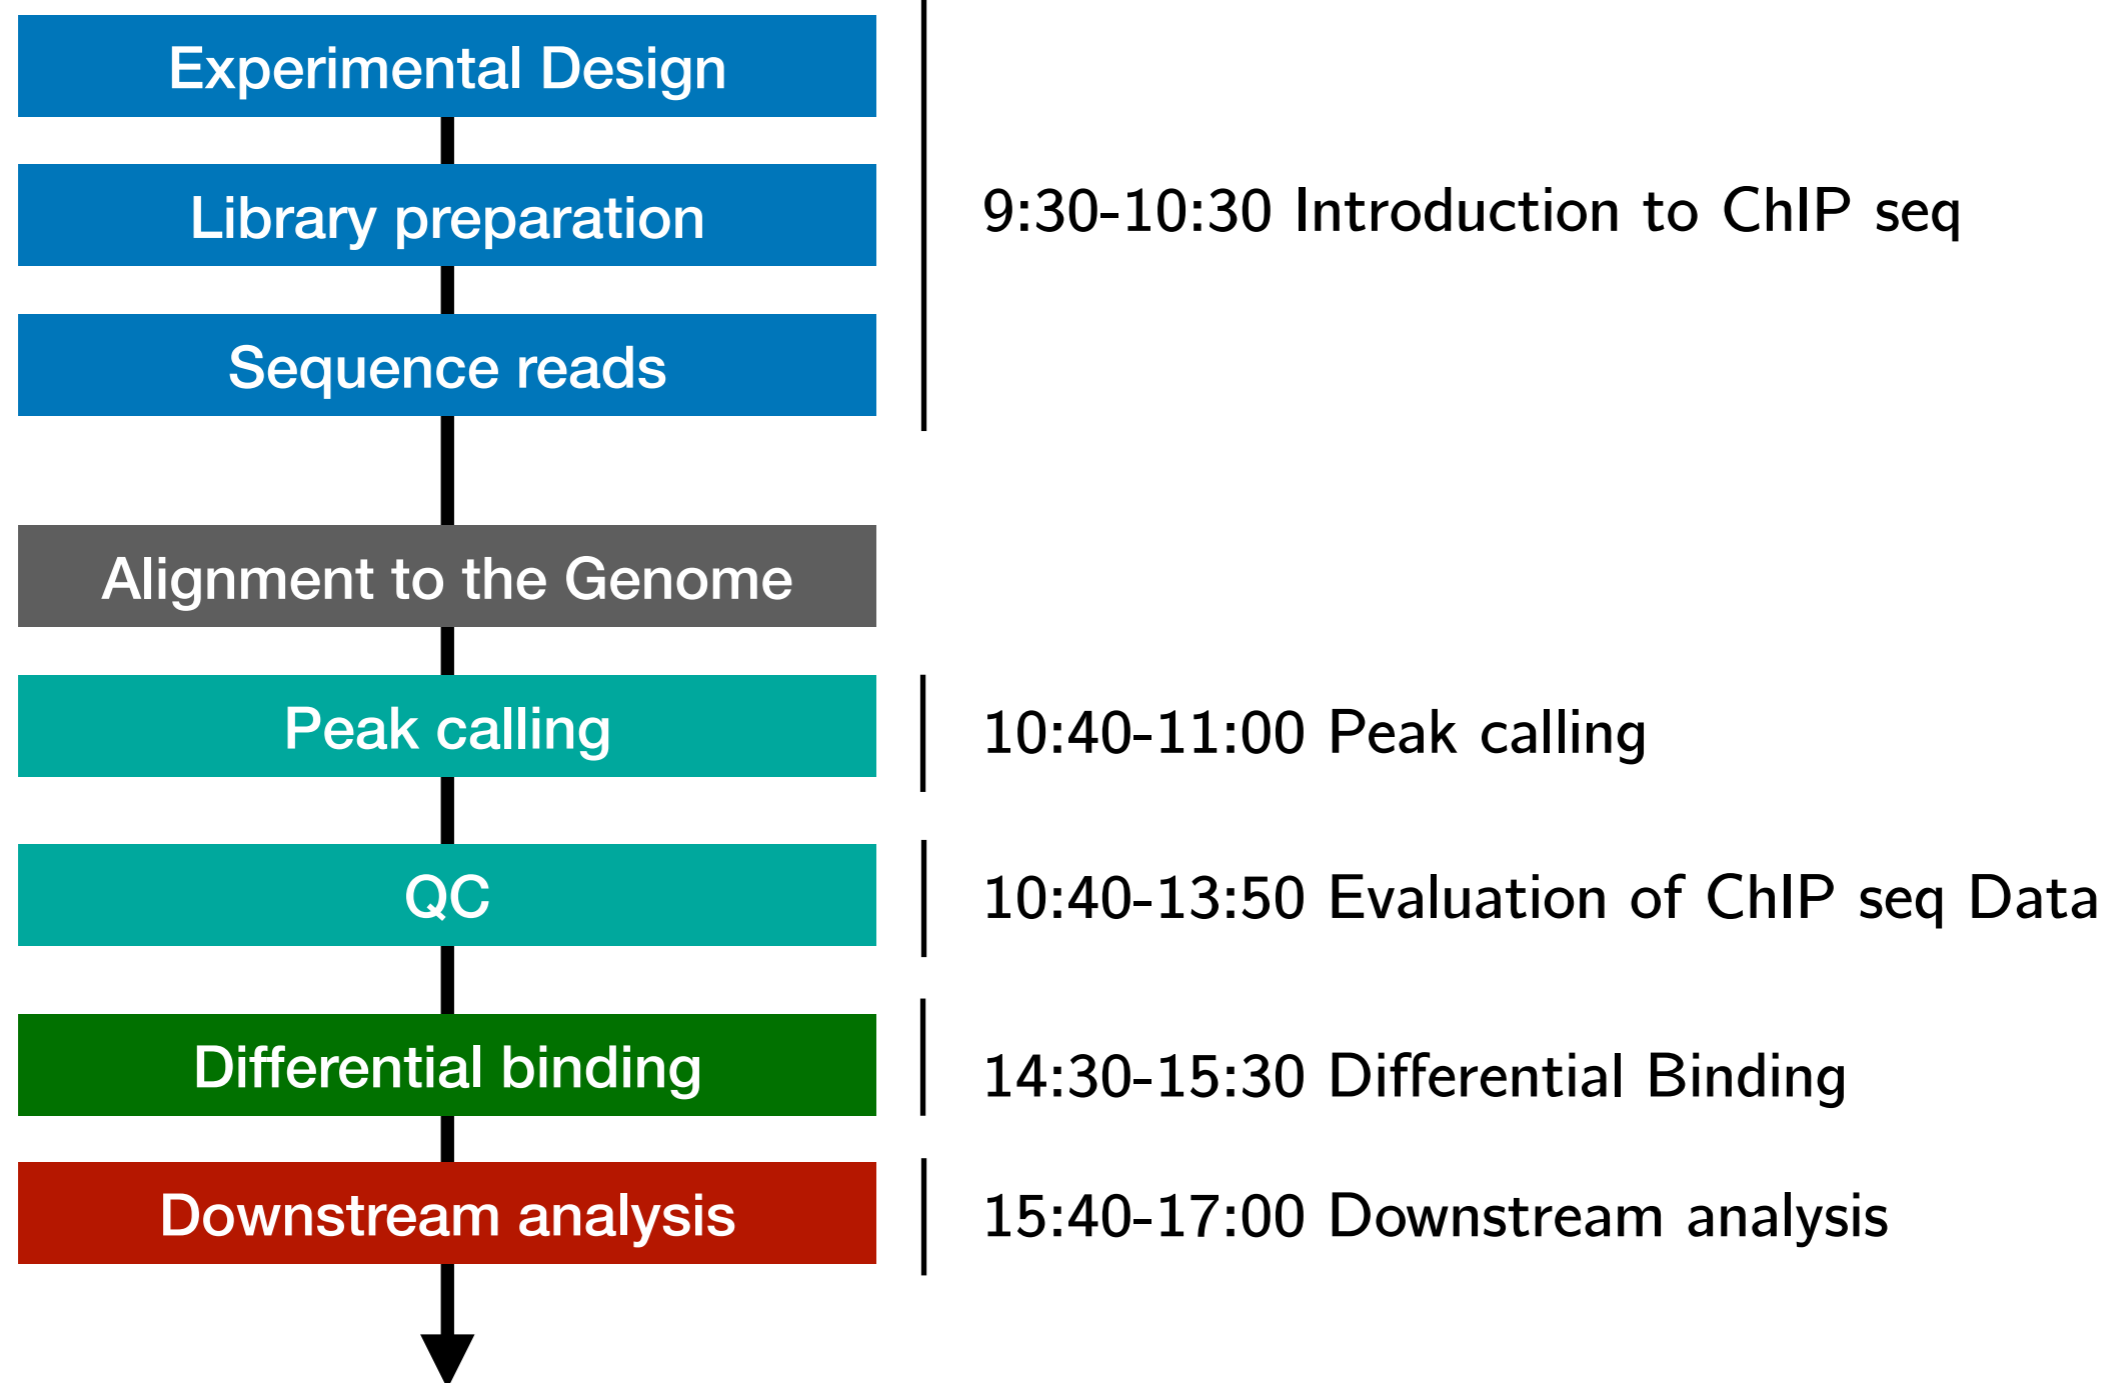 Experimental Design
Library preparation
9:30-10:30 Introduction to ChIP seq
Sequence reads
Alignment to the Genome
Peak calling
10:40-11:00 Peak calling
QC
10:40-13:50 Evaluation of ChIP seq Data
Differential binding
14:30-15:30 Differential Binding
Downstream analysis
15:40-17:00 Downstream analysis